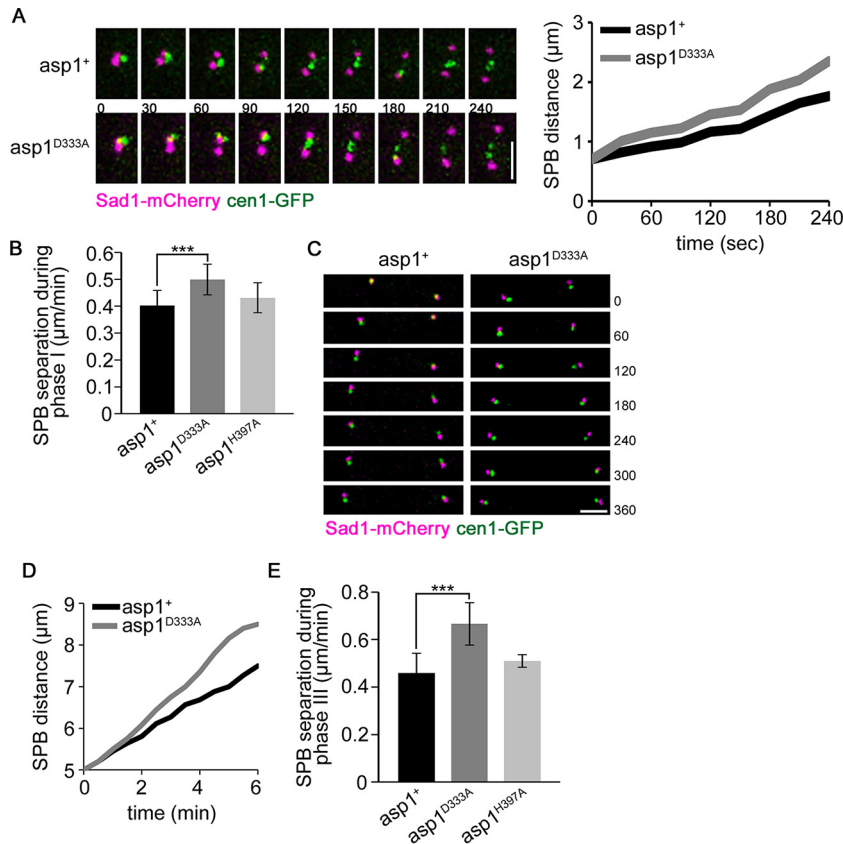 A
asp1⁺
0 30 60 90 120 150 180 210 240
asp1ᴰ³³³ᴬ
Sad1-mCherry cen1-GFP
SPB distance (µm)
3
2
1
0
asp1⁺
asp1ᴰ³³³ᴬ
0 60 120 180 240
time (sec)
B
SPB separation during
phase I (µm/min)
0.6
0.5
0.4
0.3
0.2
0.1
0
***
asp1⁺
asp1ᴰ³³³ᴬ
asp1ᴴ³⁹⁷ᴬ
C
asp1⁺ asp1ᴰ³³³ᴬ
0
60
120
180
240
300
360
Sad1-mCherry cen1-GFP
D
SPB distance (µm)
9
8
7
6
5
asp1⁺
asp1ᴰ³³³ᴬ
0 2 4 6
time (min)
E
SPB separation during
phase III (µm/min)
0.8
0.6
0.4
0.2
0
***
asp1⁺
asp1ᴰ³³³ᴬ
asp1ᴴ³⁹⁷ᴬ